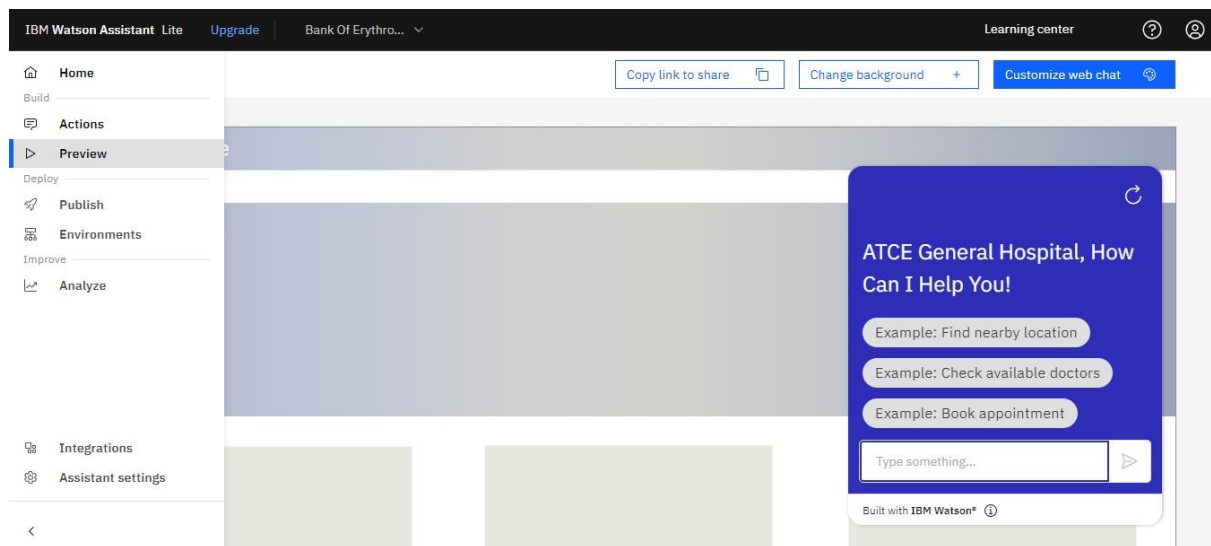 IBM Watson Assistant Lite Upgrade Bank Of Erythro... Learning center
Home
Copy link to share Change background + Customize web chat
Build
Actions
Preview
Deploy
Publish
Environments
Improve
Analyze
Integrations
Assistant settings
ATCE General Hospital, How
Can I Help You!
Example: Find nearby location
Example: Check available doctors
Example: Book appointment
Type something...
Built with IBM Watson®